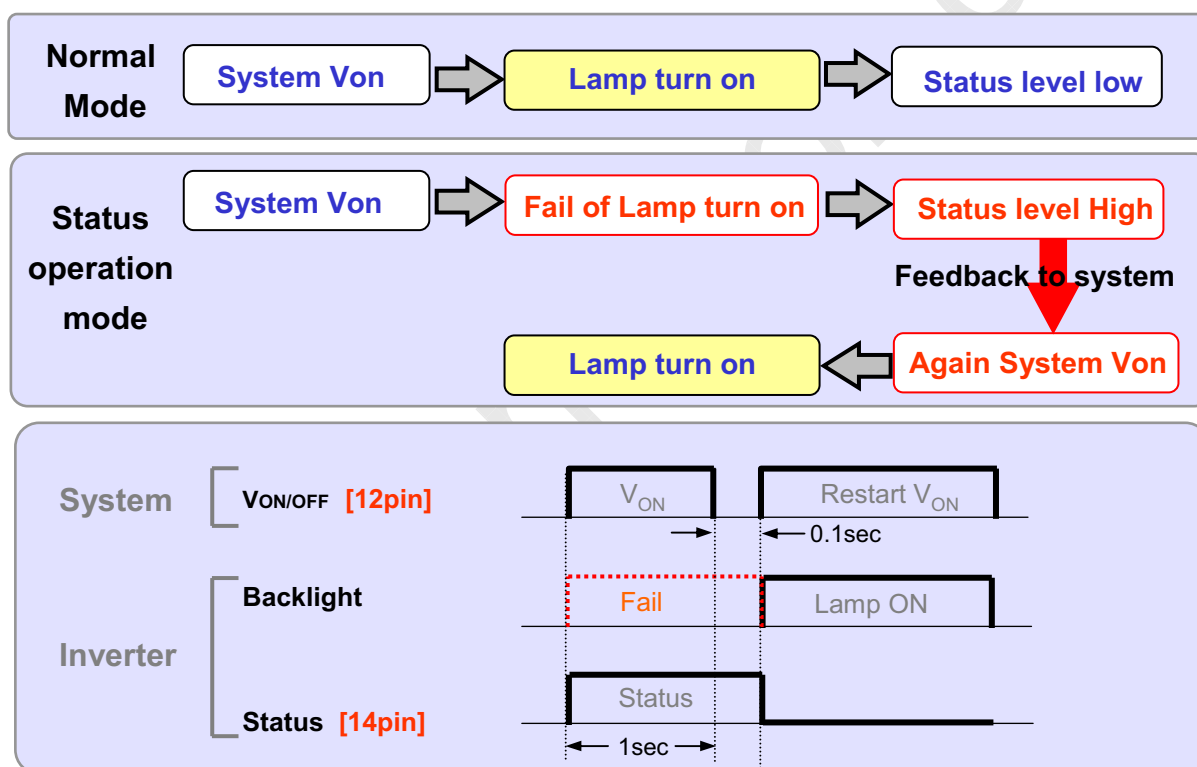 Normal
Mode
System Von
Lamp turn on
Status level low
Status
operation
mode
System Von
Fail of Lamp turn on
Status level High
Feedback to system
Lamp turn on
Again System Von
System
VON/OFF [12pin]
VON
Restart VON
0.1sec
Inverter
Backlight
Fail
Lamp ON
Status [14pin]
Status
1sec